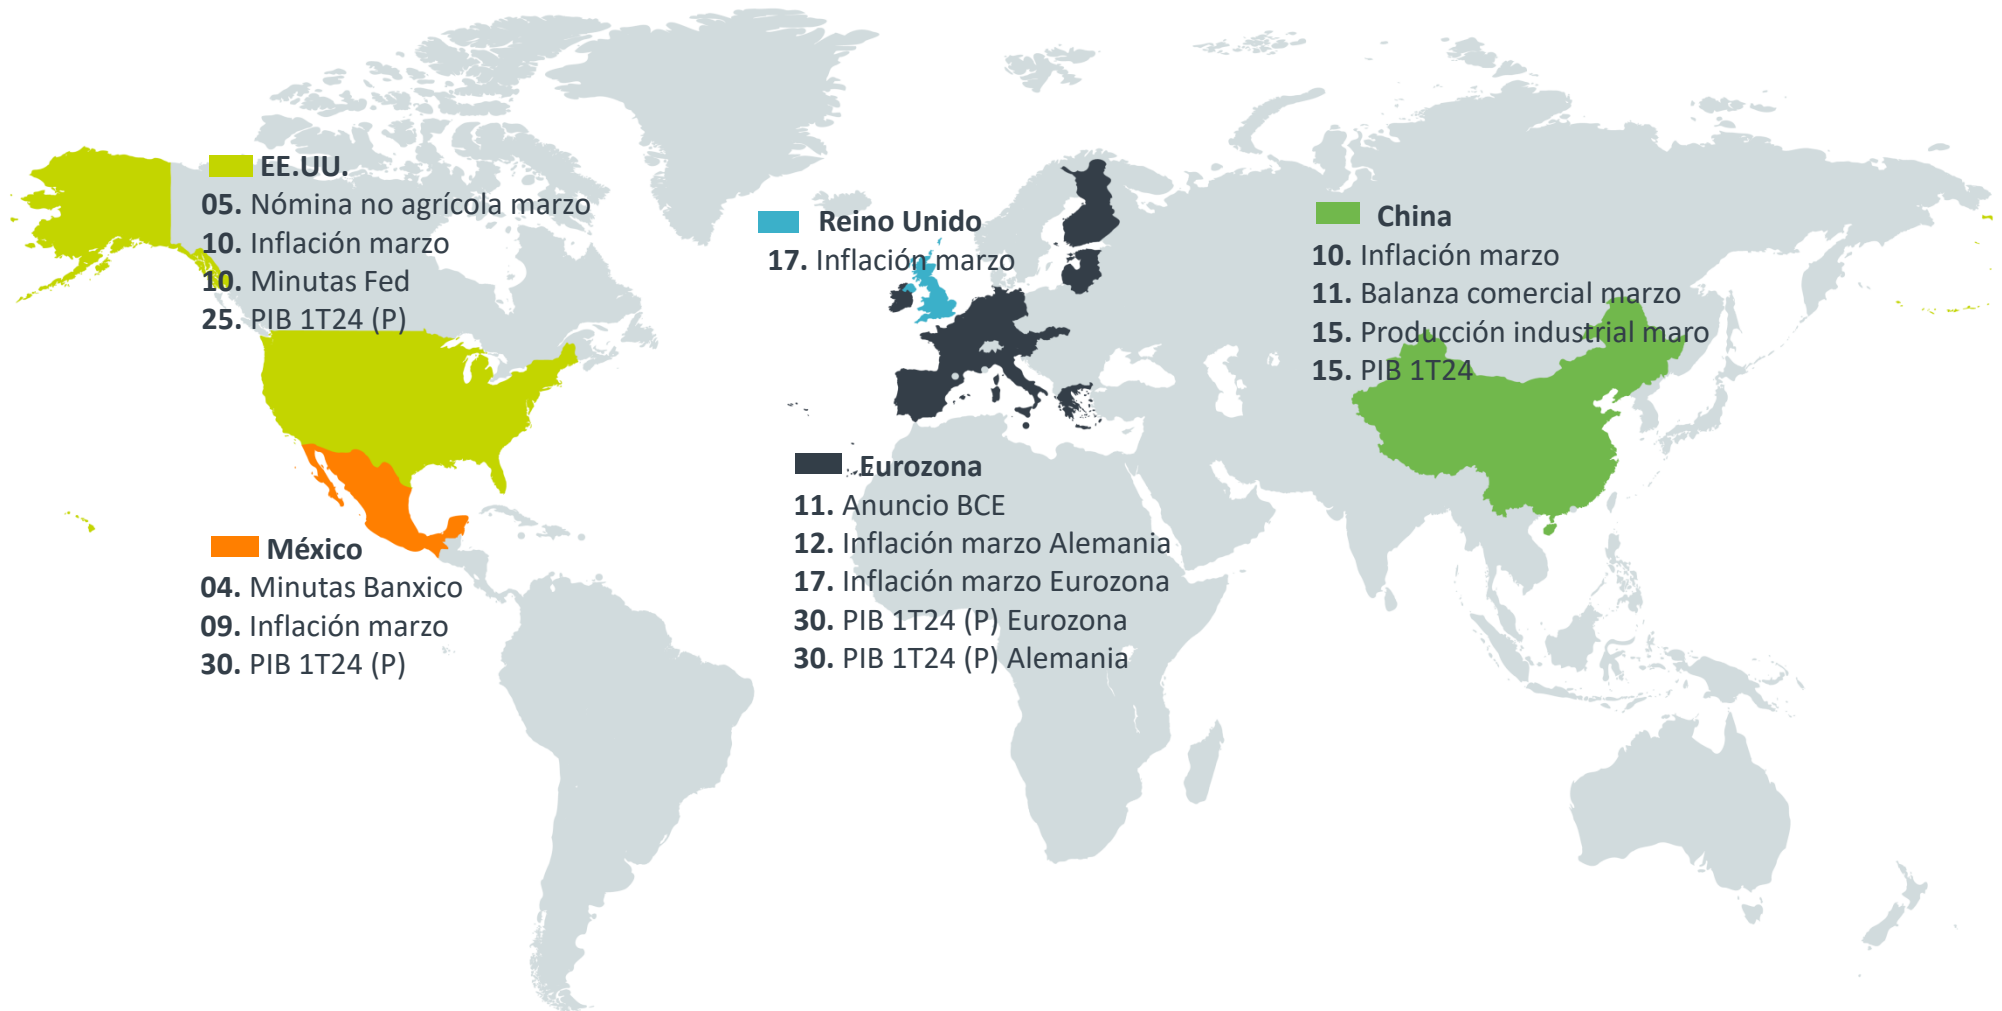 EE.UU.
05. Nómina no agrícola marzo
10. Inflación marzo
10. Minutas Fed
25. PIB 1T24 (P)
México
04. Minutas Banxico
09. Inflación marzo
30. PIB 1T24 (P)
Reino Unido
17. Inflación marzo
Eurozona
11. Anuncio BCE
12. Inflación marzo Alemania
17. Inflación marzo Eurozona
30. PIB 1T24 (P) Eurozona
30. PIB 1T24 (P) Alemania
China
10. Inflación marzo
11. Balanza comercial marzo
15. Producción industrial maro
15. PIB 1T24